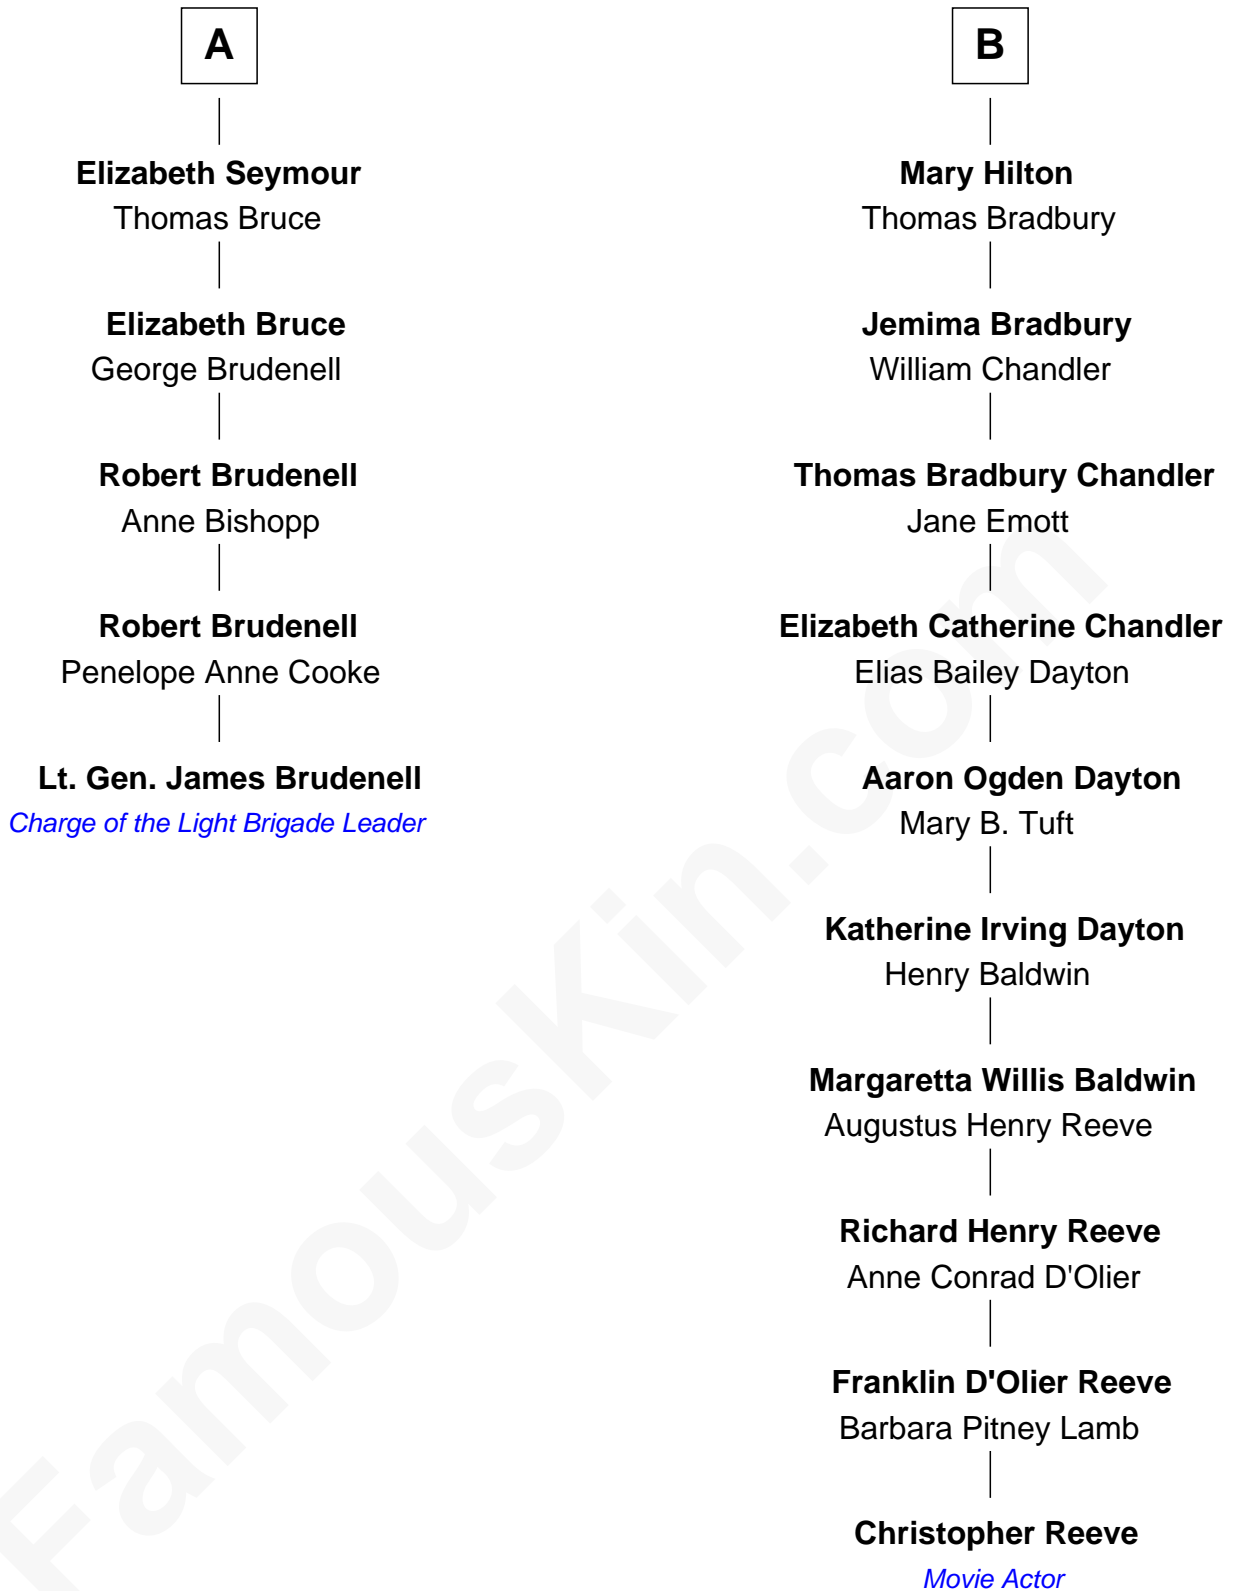 A
Elizabeth Seymour
Thomas Bruce
Elizabeth Bruce
George Brudenell
Robert Brudenell
Anne Bishopp
Robert Brudenell
Penelope Anne Cooke
Lt. Gen. James Brudenell
Charge of the Light Brigade Leader
B
Mary Hilton
Thomas Bradbury
Jemima Bradbury
William Chandler
Thomas Bradbury Chandler
Jane Emott
Elizabeth Catherine Chandler
Elias Bailey Dayton
Aaron Ogden Dayton
Mary B. Tuft
Katherine Irving Dayton
Henry Baldwin
Margaretta Willis Baldwin
Augustus Henry Reeve
Richard Henry Reeve
Anne Conrad D'Olier
Franklin D'Olier Reeve
Barbara Pitney Lamb
Christopher Reeve
Movie Actor
FamousKin.com